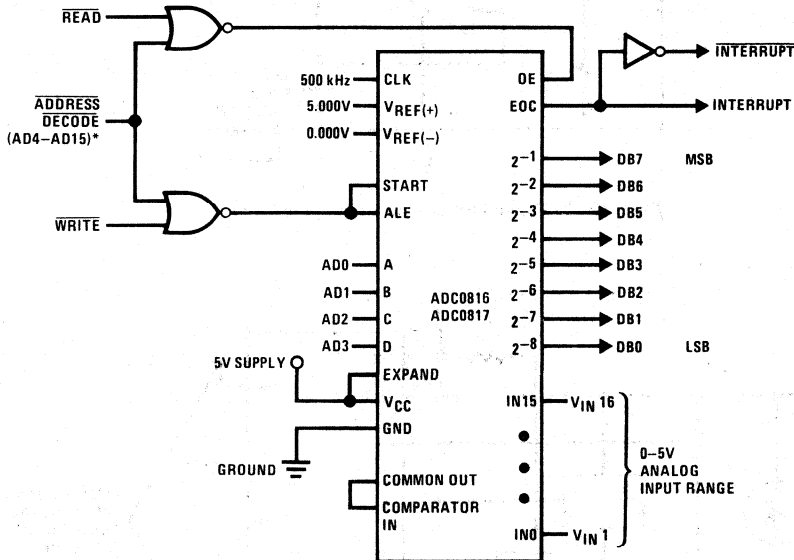 READ
ADDRESS
DECODE
(AD4–AD15)*
WRITE
500 kHz
5.000V
0.000V
CLK
VREF(+)
VREF(–)
START
ALE
AD0
AD1
AD2
AD3
A
B
C
D
5V SUPPLY
EXPAND
VCC
GND
GROUND
COMMON OUT
COMPARATOR
IN
ADC0816
ADC0817
OE
EOC
INTERRUPT
INTERRUPT
2–1 DB7 MSB
2–2 DB6
2–3 DB5
2–4 DB4
2–5 DB3
2–6 DB2
2–7 DB1
2–8 DB0 LSB
IN15 VIN 16
0–5V
ANALOG
INPUT RANGE
IN0 VIN 1